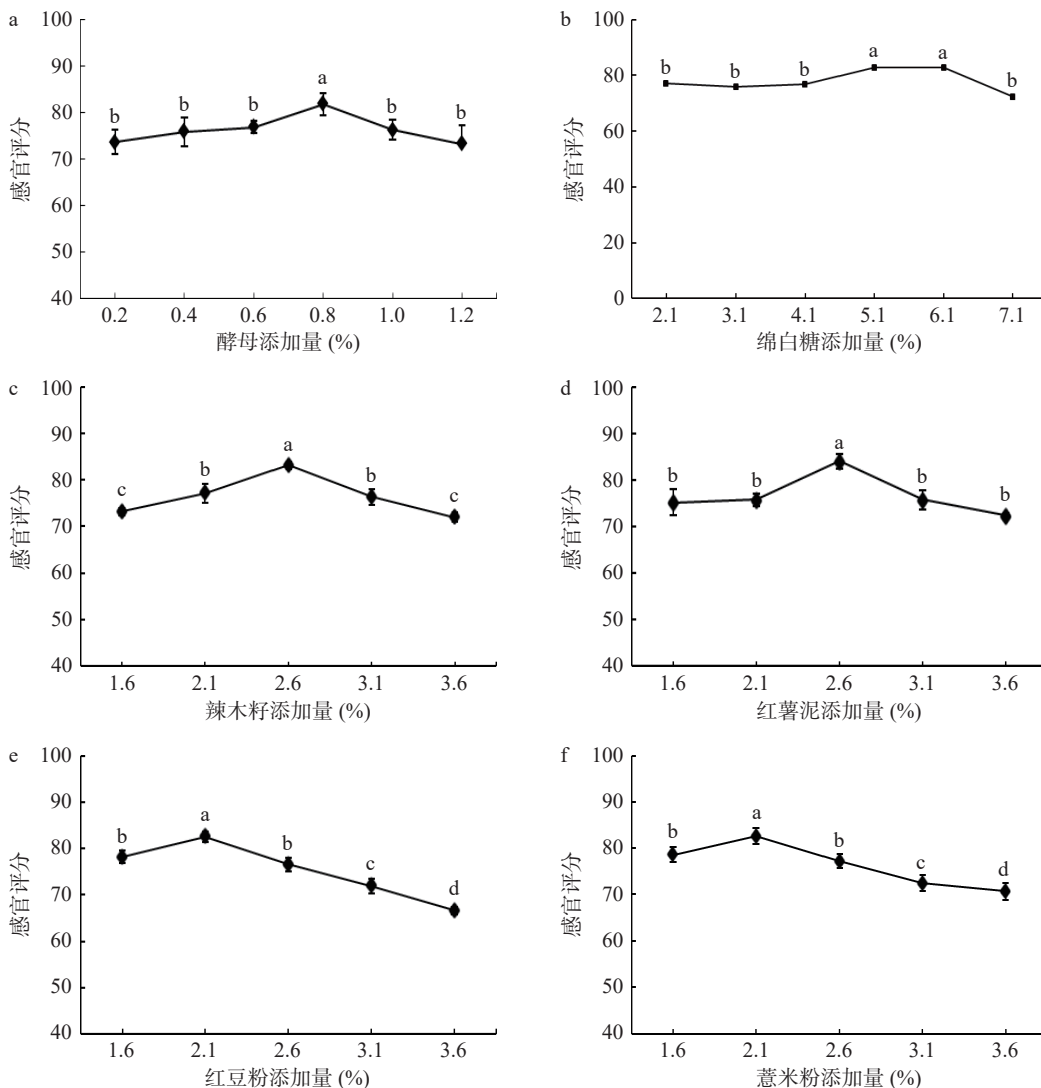 a
100
90
80
70
60
50
40
感官评分
b b b a b b
0.2 0.4 0.6 0.8 1.0 1.2
酵母添加量 (%)
b
100
80
60
40
20
0
感官评分
b b b a a b
2.1 3.1 4.1 5.1 6.1 7.1
绵白糖添加量 (%)
c
100
90
80
70
60
50
40
感官评分
c b a b c
1.6 2.1 2.6 3.1 3.6
辣木籽添加量 (%)
d
100
90
80
70
60
50
40
感官评分
b b a b b
1.6 2.1 2.6 3.1 3.6
红薯泥添加量 (%)
e
100
90
80
70
60
50
40
感官评分
b a b c d
1.6 2.1 2.6 3.1 3.6
红豆粉添加量 (%)
f
100
90
80
70
60
50
40
感官评分
b a b c d
1.6 2.1 2.6 3.1 3.6
薏米粉添加量 (%)